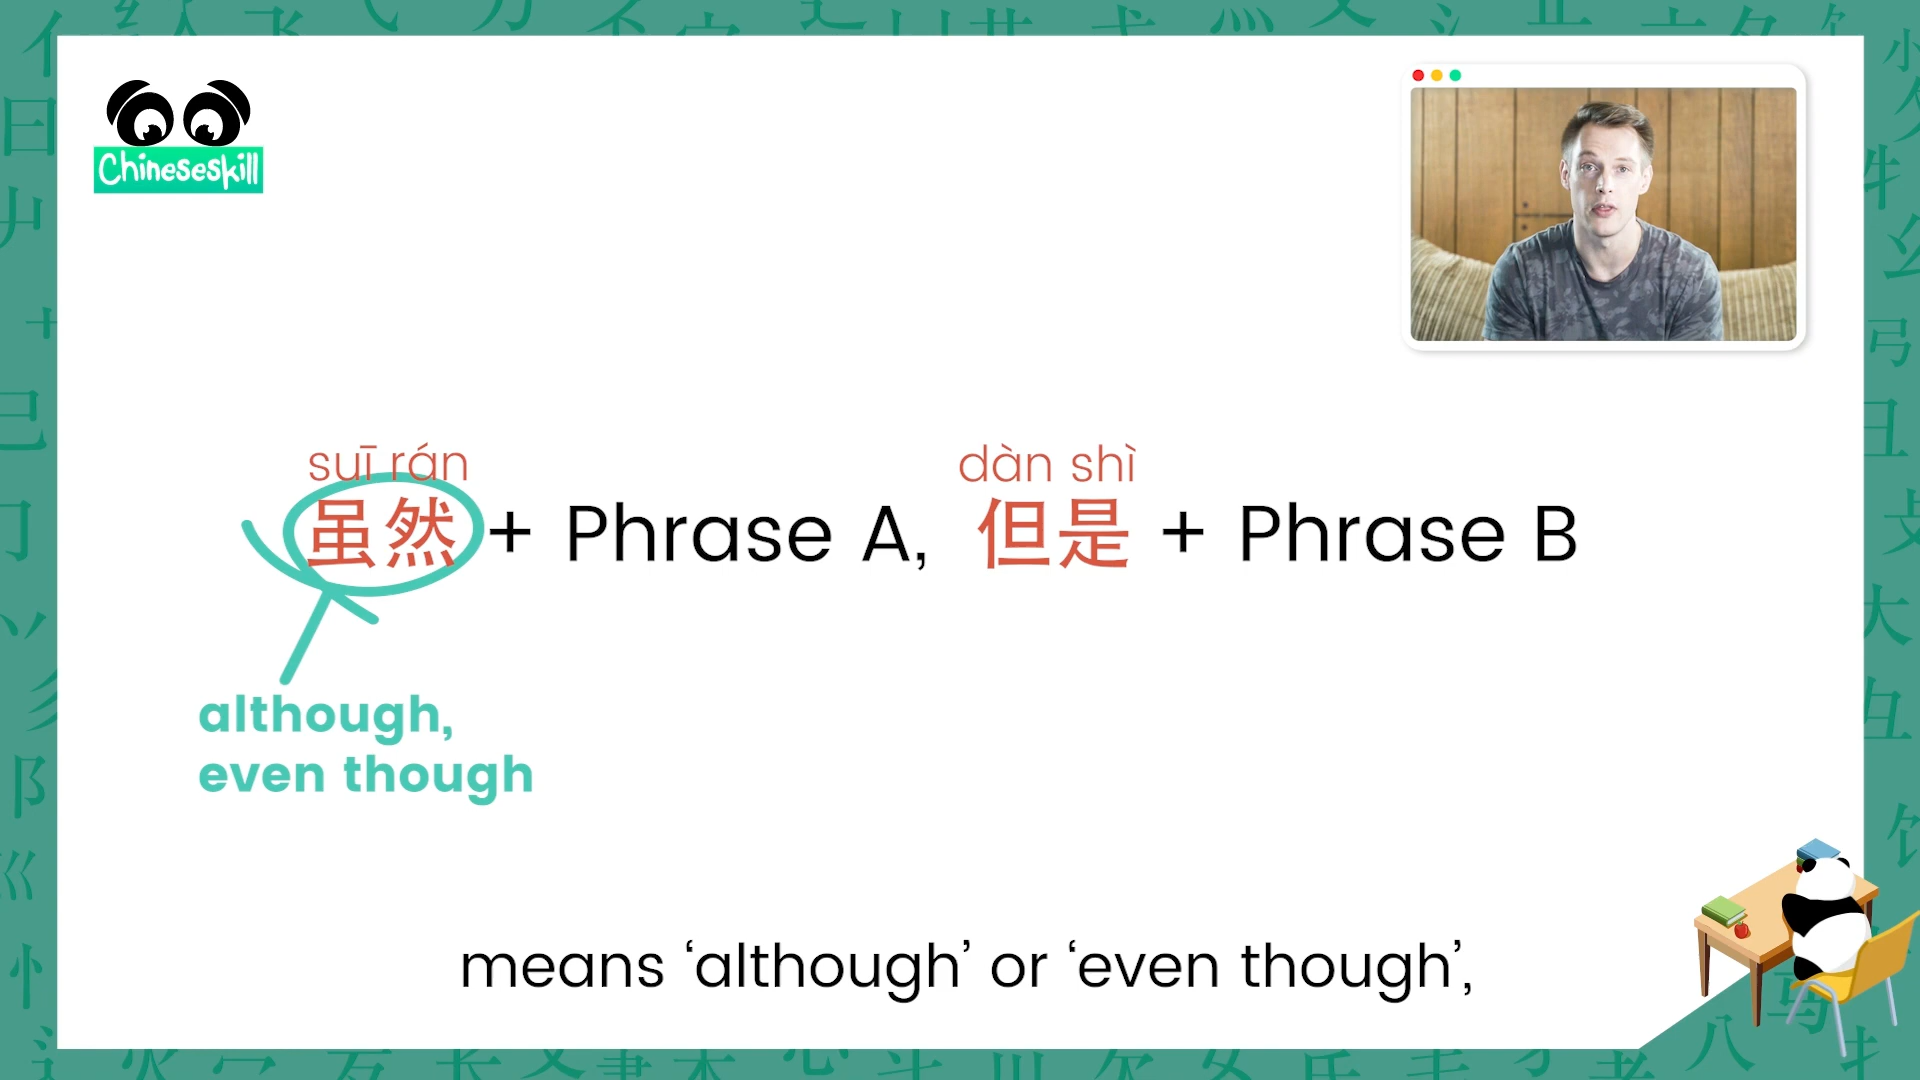 Chineseskill
suī rán dàn shì
虽然 + Phrase A, 但是 + Phrase B
although,
even though
means ‘although’ or ‘even though’,